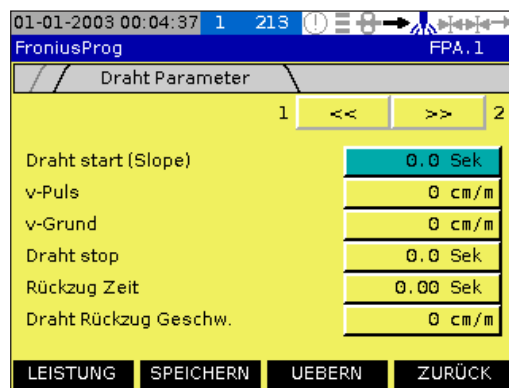 01-01-2003 00:04:37 1 213
FroniusProg FPA.1
Draht Parameter
1 << >> 2
Draht start (Slope) 0.0 Sek
v-Puls 0 cm/m
v-Grund 0 cm/m
Draht stop 0.0 Sek
Rückzug Zeit 0.00 Sek
Draht Rückzug Geschw. 0 cm/m
LEISTUNG SPEICHERN UEBERN ZURÜCK